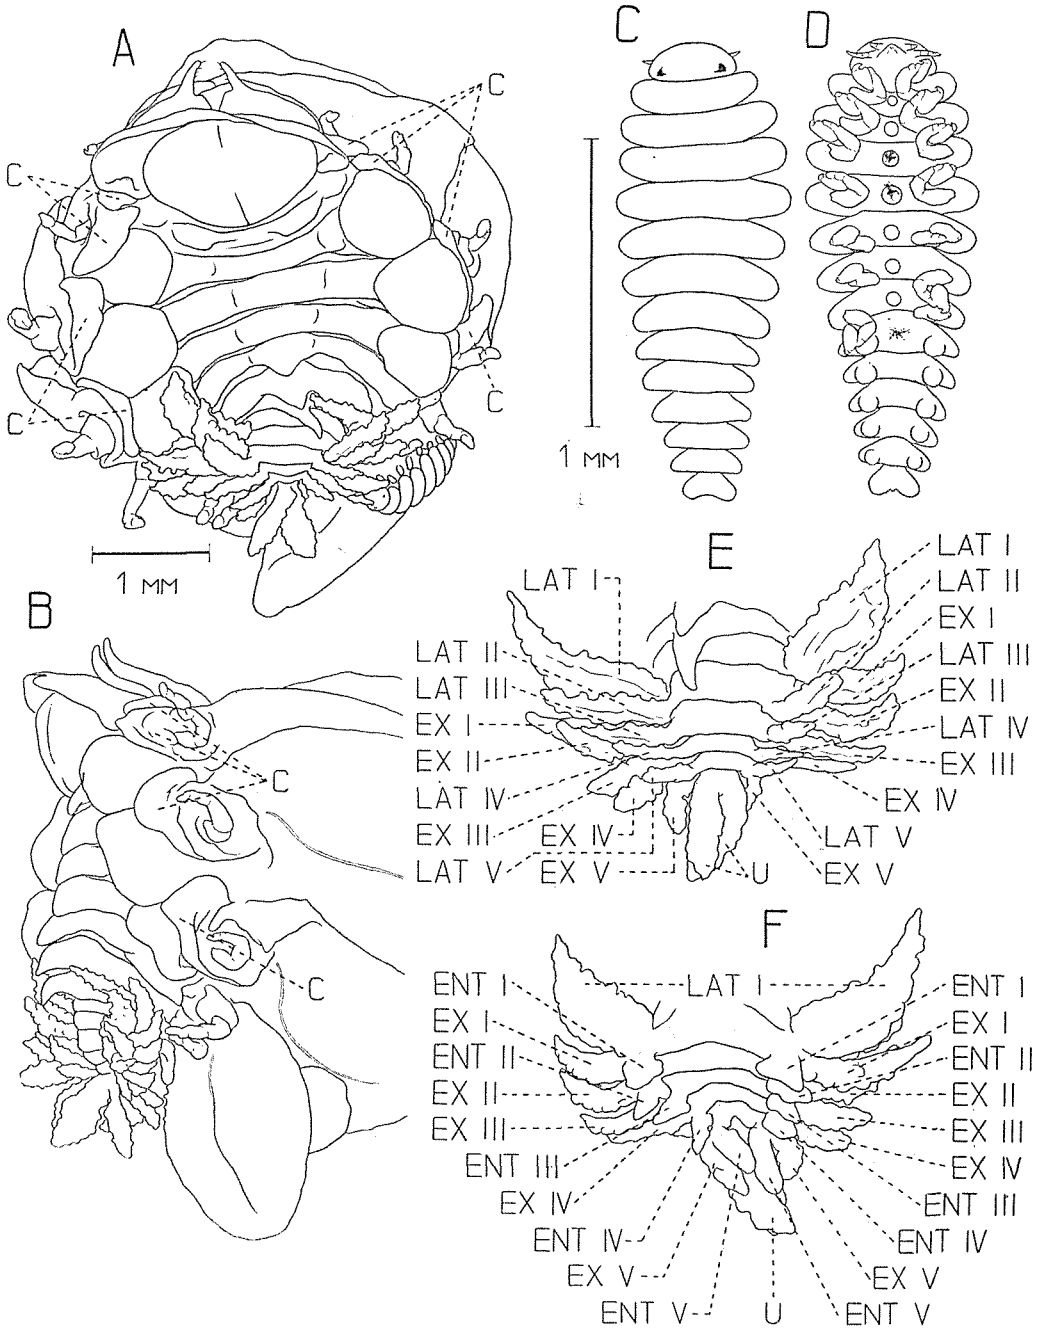 A
C
C
C
C
1 MM
B
C
C
C
D
1 MM
E
LAT I
LAT II
LAT III
EX I
EX II
LAT IV
EX III
LAT V
EX IV
EX V
U
LAT I
LAT II
EX I
LAT III
EX II
LAT IV
EX III
EX IV
LAT V
EX V
F
LAT I
ENT I
EX I
ENT II
EX II
EX III
ENT III
EX IV
ENT IV
EX V
ENT V
U
ENT I
EX I
ENT II
EX II
EX III
EX IV
ENT III
ENT IV
EX V
ENT V